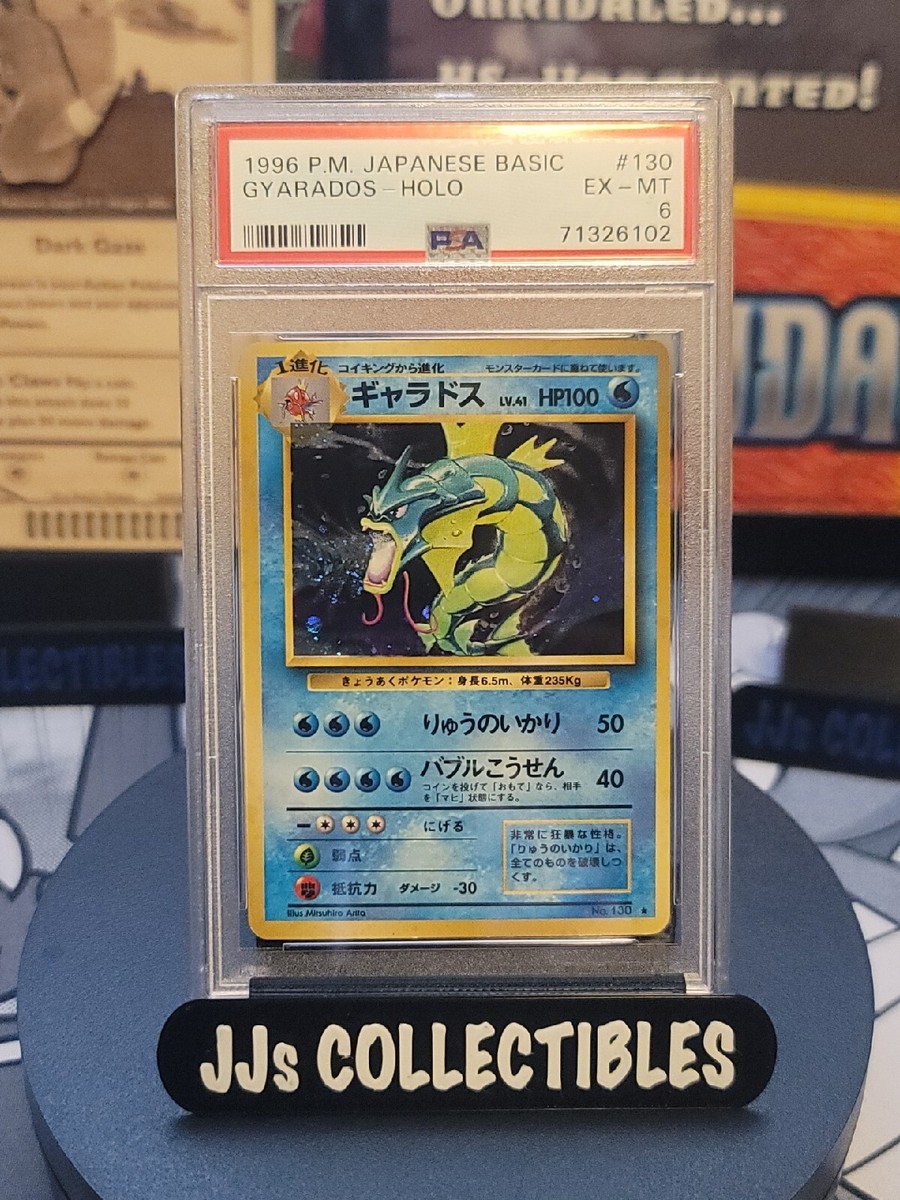 1996 P.M. JAPANESE BASIC #130
GYARADOS-HOLO EX-MT
6
PSA 71326102
1進化 コイキングから進化 モンスターカードに重ねて使います。
ギャラドス LV.41 HP100
きょうあくポケモン:身長6.5m、体重235Kg
りゅうのいかり 50
バブルこうせん 40
コインを投げて「おもて」なら、相手
を「マヒ」状態にする。
にげる
弱点
抵抗力 ダメージ -30
非常に狂暴な性格。
「りゅうのいかり」は、
全てのものを破壊しつ
くす。
Illus.Mitsuhiro Arita No.130 ★
JJs COLLECTIBLES
Dark Gaze
LECTIBLES
JJs COL